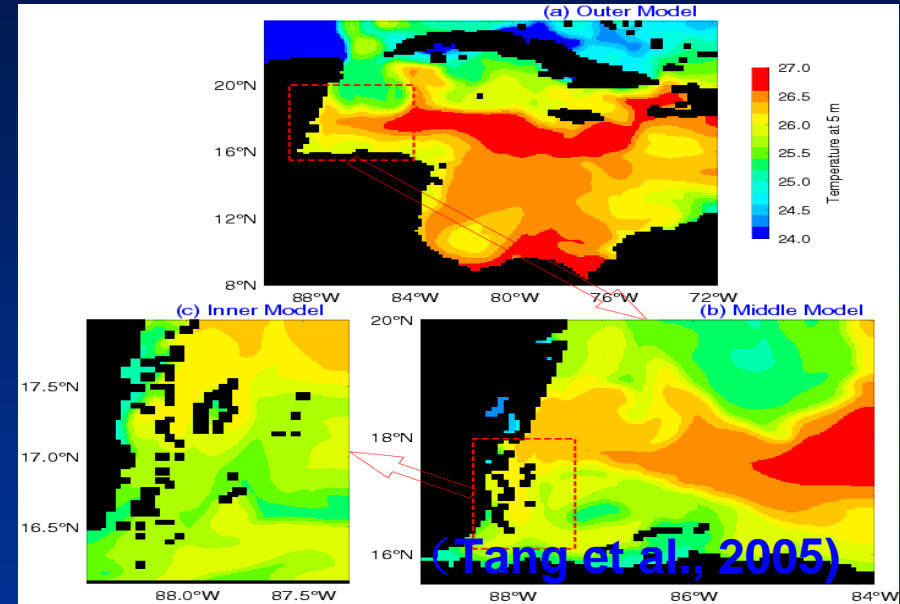 (a) Outer Model
20°N
16°N
12°N
8°N
88°W 84°W 80°W 76°W 72°W
27.0
26.5
26.0
25.5
25.0
24.5
24.0
Temperature at 5 m
(c) Inner Model
17.5°N
17.0°N
16.5°N
88.0°W 87.5°W
(b) Middle Model
20°N
18°N
16°N
88°W 86°W 84°W
( Tang et al., 2005)